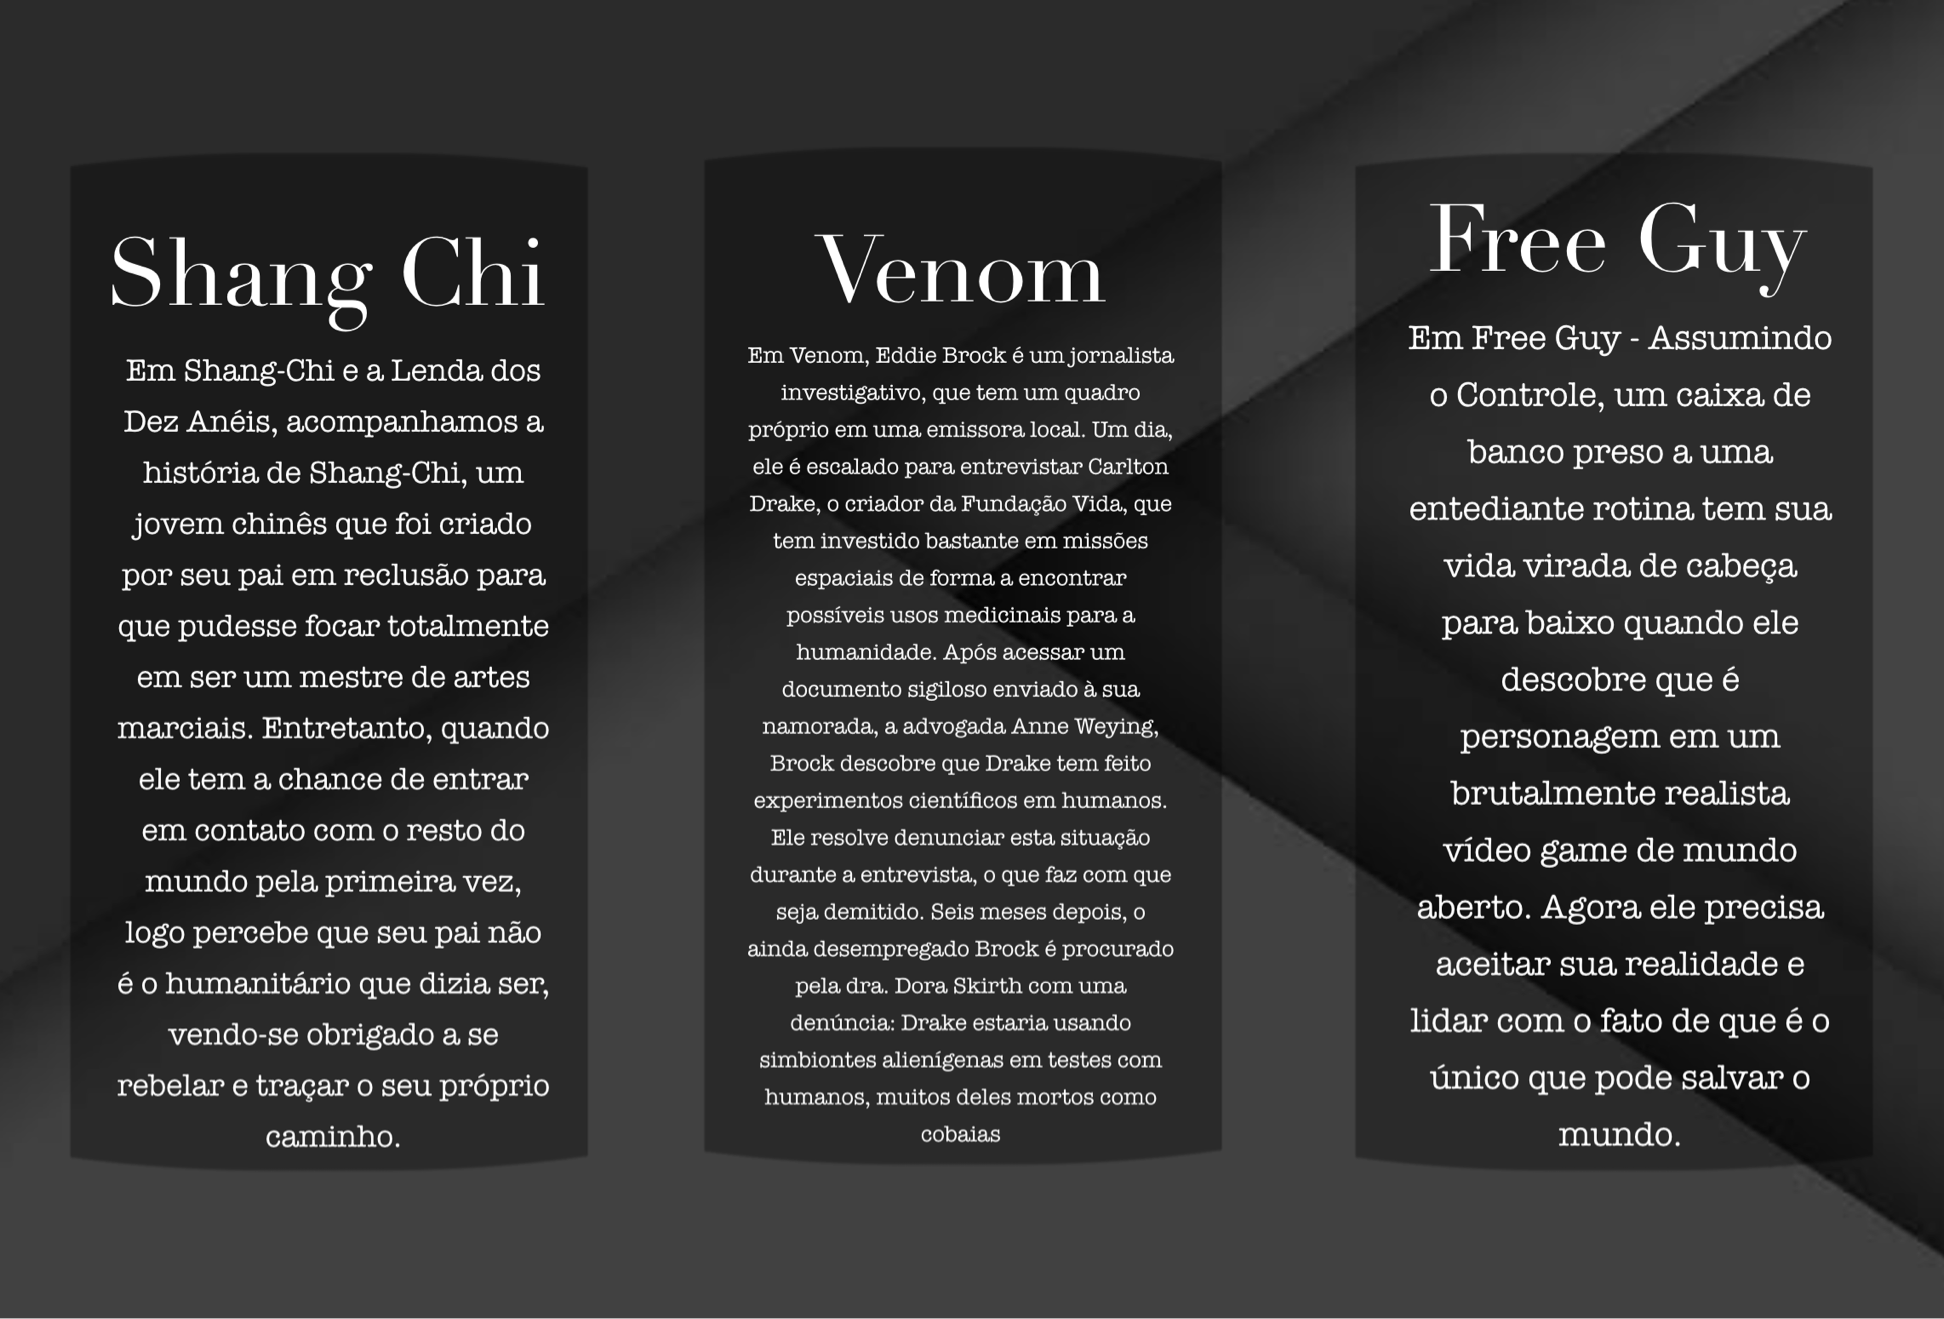 Shang Chi
Em Shang-Chi e a Lenda dos
Dez Anéis, acompanhamos a
história de Shang-Chi, um
jovem chinês que foi criado
por seu pai em reclusão para
que pudesse focar totalmente
em ser um mestre de artes
marciais. Entretanto, quando
ele tem a chance de entrar
em contato com o resto do
mundo pela primeira vez,
logo percebe que seu pai não
é o humanitário que dizia ser,
vendo-se obrigado a se
rebelar e traçar o seu próprio
caminho.
Venom
Em Venom, Eddie Brock é um jornalista
investigativo, que tem um quadro
próprio em uma emissora local. Um dia,
ele é escalado para entrevistar Carlton
Drake, o criador da Fundação Vida, que
tem investido bastante em missões
espaciais de forma a encontrar
possíveis usos medicinais para a
humanidade. Após acessar um
documento sigiloso enviado à sua
namorada, a advogada Anne Weying,
Brock descobre que Drake tem feito
experimentos científicos em humanos.
Ele resolve denunciar esta situação
durante a entrevista, o que faz com que
seja demitido. Seis meses depois, o
ainda desempregado Brock é procurado
pela dra. Dora Skirth com uma
denúncia: Drake estaria usando
simbiontes alienígenas em testes com
humanos, muitos deles mortos como
cobaias
Free Guy
Em Free Guy - Assumindo
o Controle, um caixa de
banco preso a uma
entediante rotina tem sua
vida virada de cabeça
para baixo quando ele
descobre que é
personagem em um
brutalmente realista
vídeo game de mundo
aberto. Agora ele precisa
aceitar sua realidade e
lidar com o fato de que é o
único que pode salvar o
mundo.